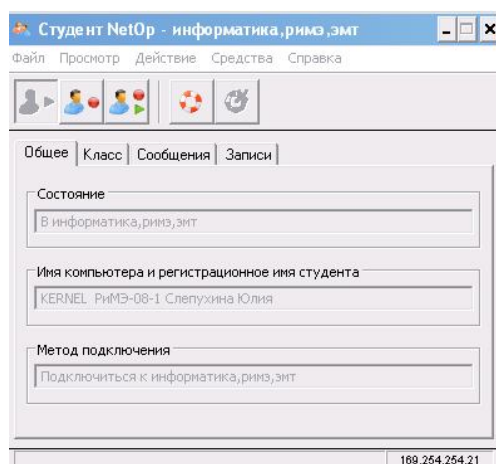 Студент NetOp - информатика,римэ,эмт
Файл Просмотр Действие Средства Справка
Общее Класс Сообщения Записи
Состояние
В информатика,римэ,эмт
Имя компьютера и регистрационное имя студента
KERNEL РиМЭ-08-1 Слепухина Юлия
Метод подключения
Подключиться к информатика,римэ,эмт
169.254.254.21